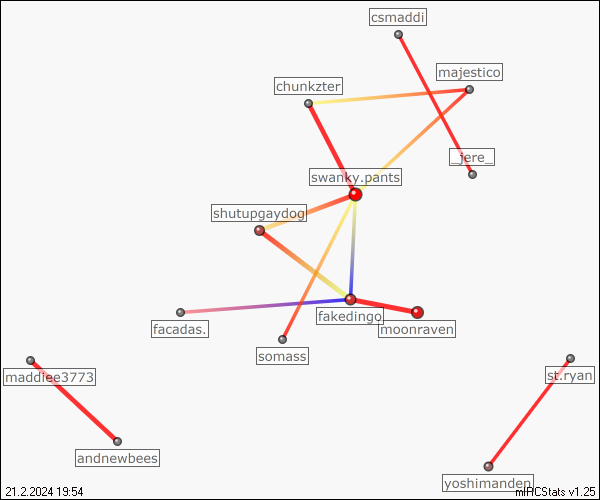 csmaddi
majestico
chunkzter
_jere_
swanky.pants
shutupgaydog
fakedingo
facadas.
moonraven
somass
maddiee3773
st.ryan
andnewbees
yoshimanden
21.2.2024 19:54
mIRCStats v1.25